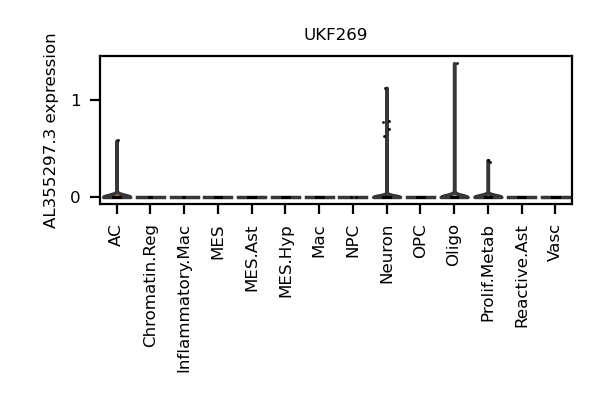 UKF269
AL355297.3 expression
1
0
AC
Chromatin.Reg
Inflammatory.Mac
MES
MES.Ast
MES.Hyp
Mac
NPC
Neuron
OPC
Oligo
Prolif.Metab
Reactive.Ast
Vasc